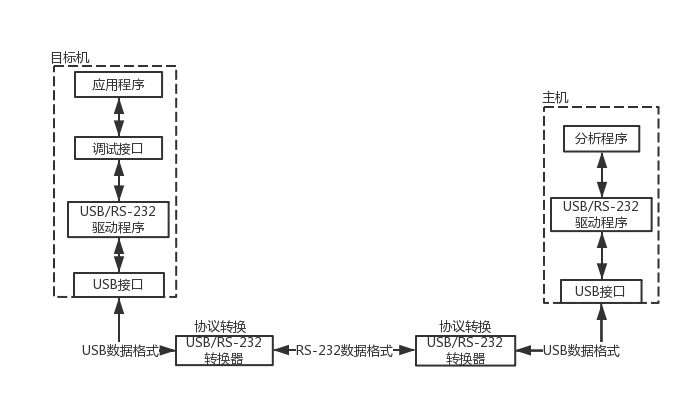 目标机
应用程序
调试接口
USB/RS-232
驱动程序
USB接口
主机
分析程序
USB/RS-232
驱动程序
USB接口
USB数据格式
协议转换
USB/RS-232
转换器
RS-232数据格式
协议转换
USB/RS-232
转换器
USB数据格式